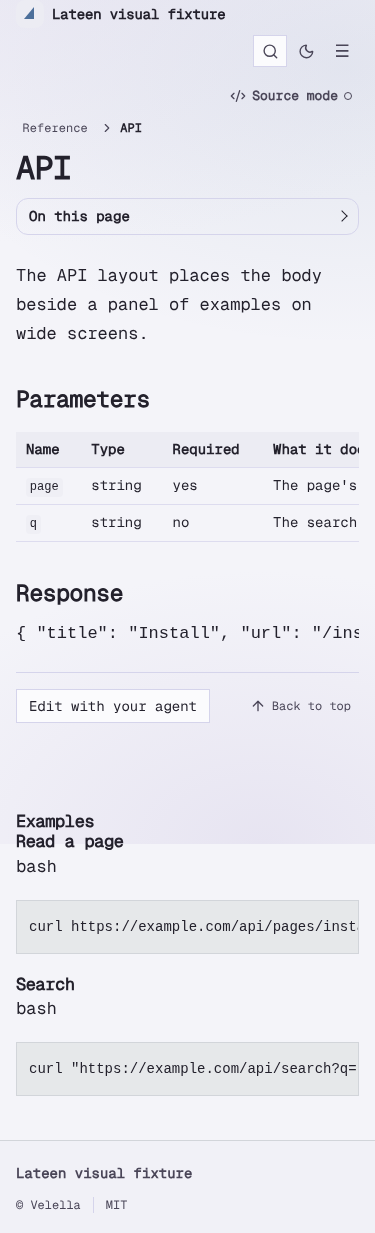 Lateen visual fixture
Source mode
Reference > API
API
On this page
The API layout places the body
beside a panel of examples on
wide screens.
Parameters
Name Type Required What it
page string yes The page's
q string no The search
Response
{ "title": "Install", "url":
Edit with your agent
Back to top
Examples
Read a page
bash
curl https://example.com/api/pages/
Search
bash
curl "https://example.com/api/search?q=
Lateen visual fixture
© Velella MIT